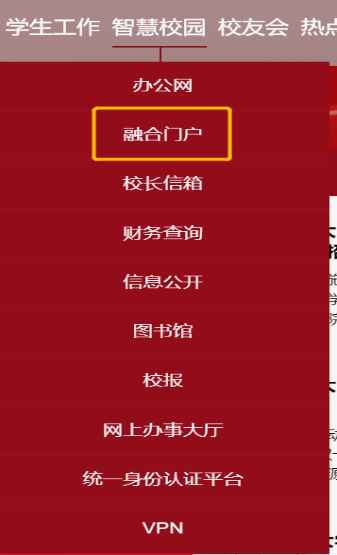 学生工作 智慧校园 校友会 热点
办公网
融合门户
校长信箱
财务查询
信息公开
图书馆
校报
网上办事大厅
统一身份认证平台
VPN